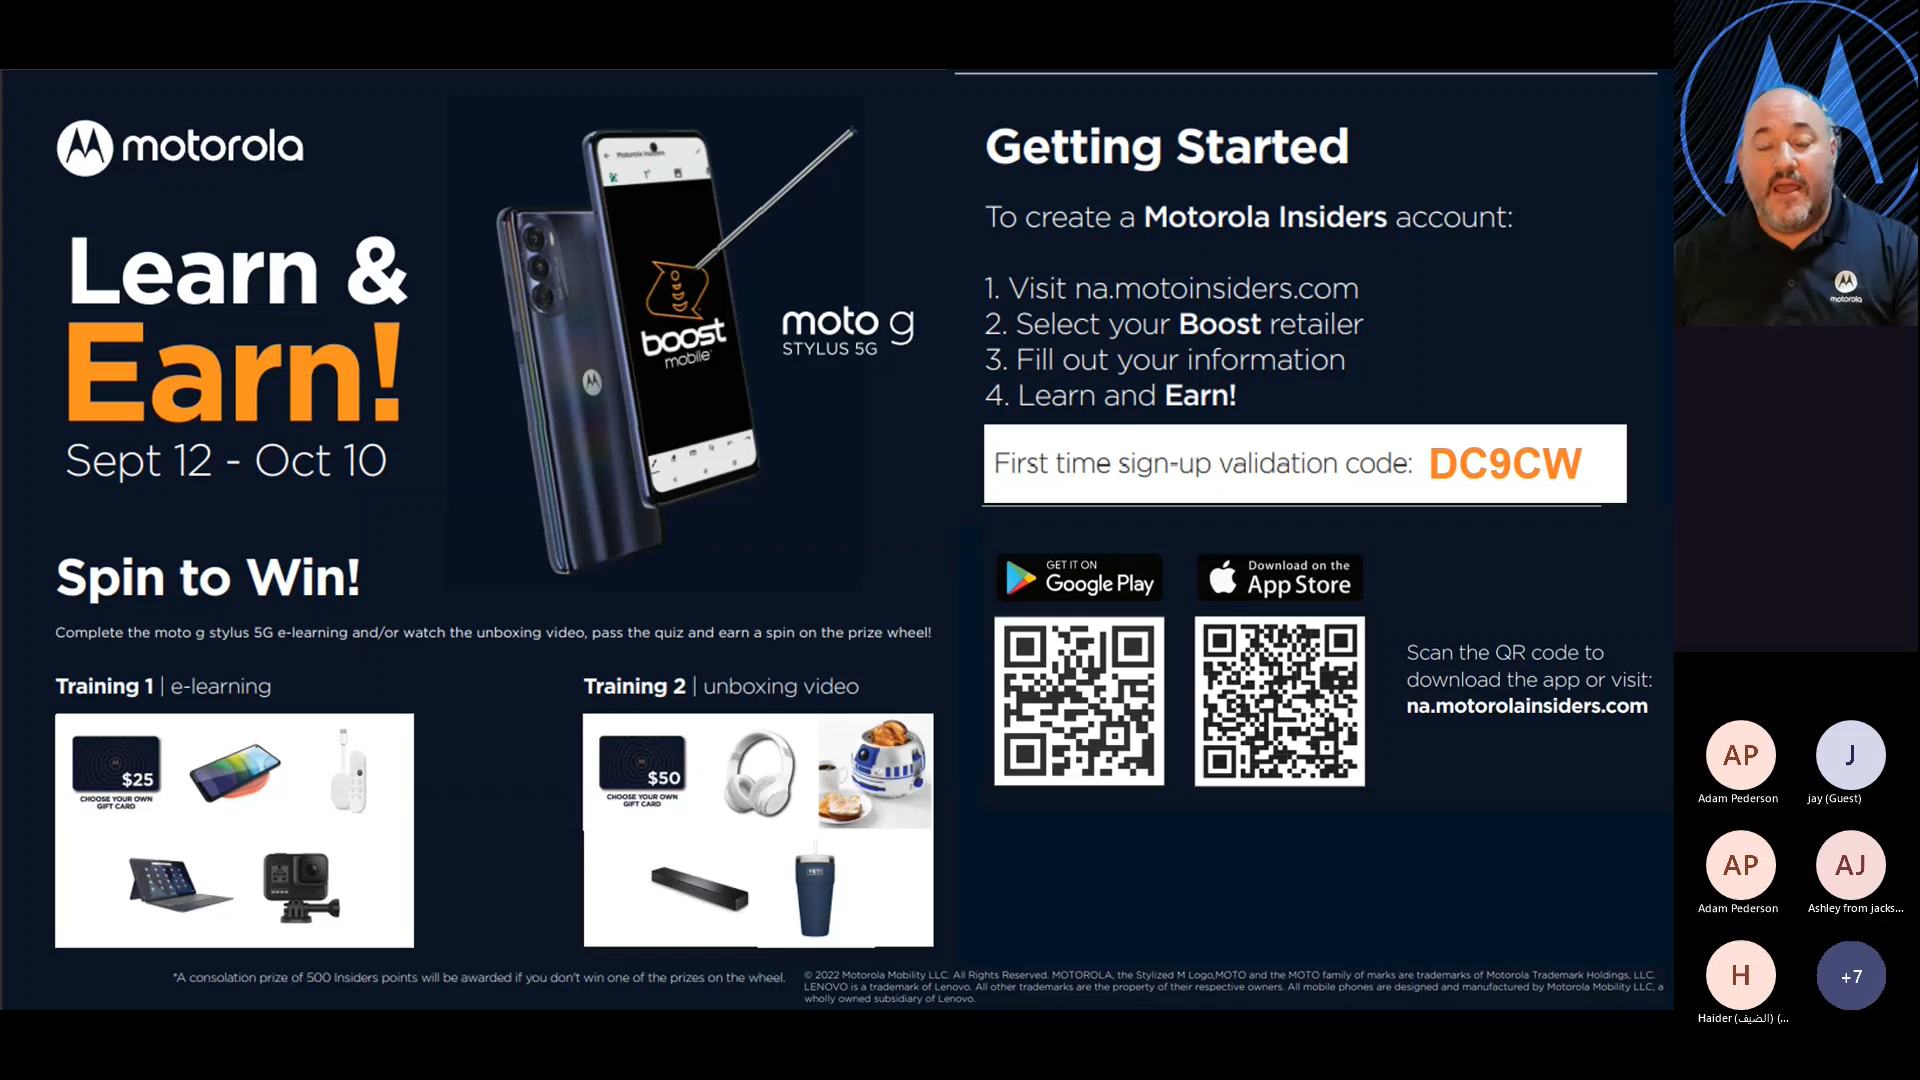 motorola
Learn &
Earn!
Sept 12 - Oct 10
Motorola Insiders
boost
mobile
moto g
STYLUS 5G
Spin to Win!
Complete the moto g stylus 5G e-learning and/or watch the unboxing video, pass the quiz and earn a spin on the prize wheel!
Training 1 | e-learning
$25
CHOOSE YOUR OWN
GIFT CARD
Training 2 | unboxing video
$50
CHOOSE YOUR OWN
GIFT CARD
YETI
*A consolation prize of 500 Insiders points will be awarded if you don't win one of the prizes on the wheel.
Getting Started
To create a Motorola Insiders account:
1. Visit na.motoinsiders.com
2. Select your Boost retailer
3. Fill out your information
4. Learn and Earn!
First time sign-up validation code: DC9CW
GET IT ON
Google Play
Download on the
App Store
Scan the QR code to
download the app or visit:
na.motorolainsiders.com
© 2022 Motorola Mobility LLC. All Rights Reserved. MOTOROLA, the Stylized M Logo,MOTO and the MOTO family of marks are trademarks of Motorola Trademark Holdings, LLC.
LENOVO is a trademark of Lenovo. All other trademarks are the property of their respective owners. All mobile phones are designed and manufactured by Motorola Mobility LLC, a
wholly owned subsidiary of Lenovo.
motorola
AP
Adam Pederson
J
jay (Guest)
AP
Adam Pederson
AJ
Ashley from jacks...
H
Haider (الضيف) (...
+7